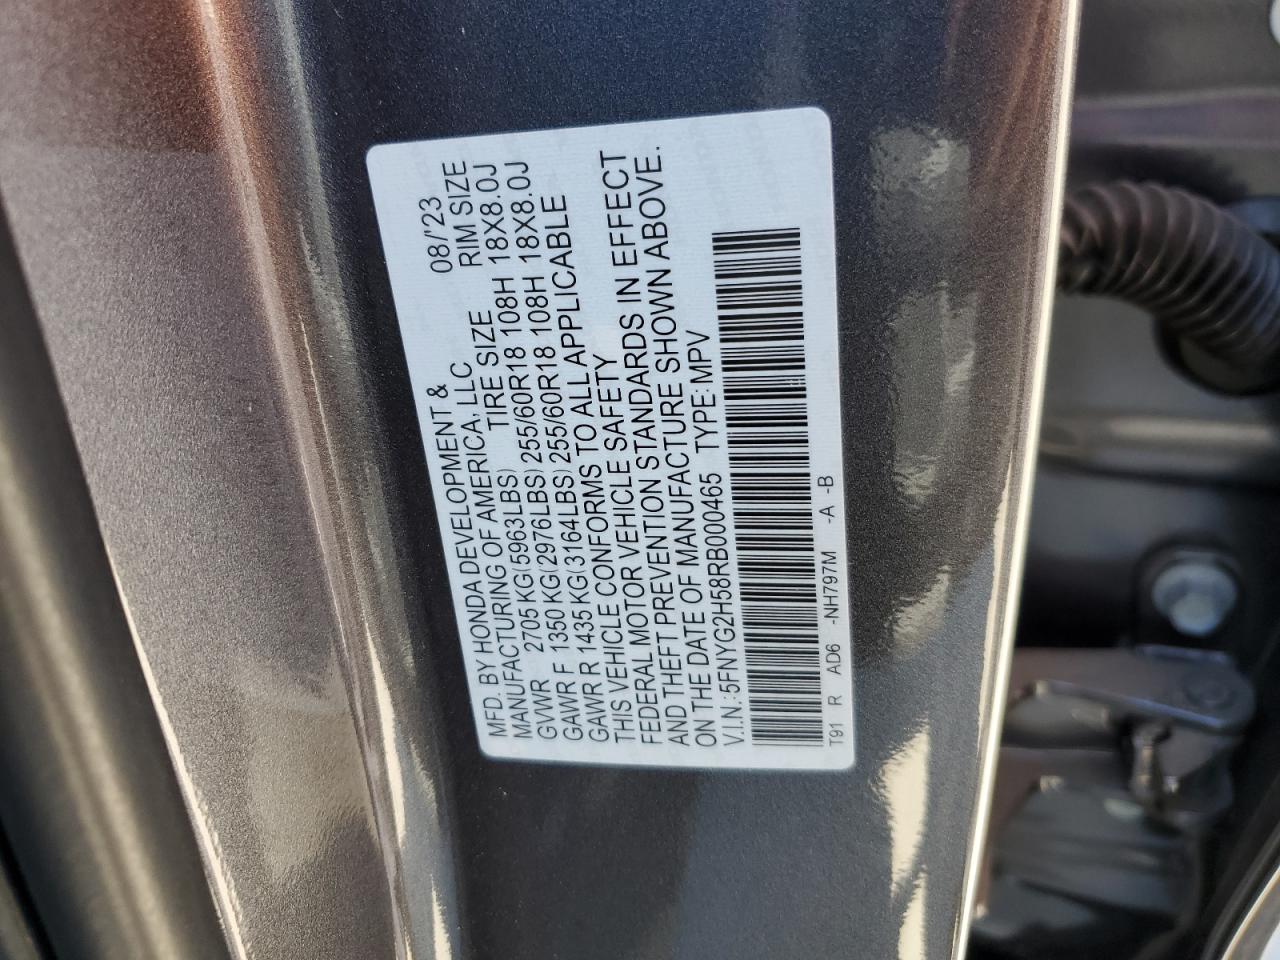 MFD. BY HONDA DEVELOPMENT & 08/'23
MANUFACTURING OF AMERICA, LLC RIM SIZE
GVWR 2705 KG(5963LBS) TIRE SIZE 18X8.0J
GAWR F 1350 KG(2976LBS) 255/60R18 108H 18X8.0J
GAWR R 1435 KG(3164LBS) 255/60R18 108H
THIS VEHICLE CONFORMS TO ALL APPLICABLE
FEDERAL MOTOR VEHICLE SAFETY
AND THEFT PREVENTION STANDARDS IN EFFECT
ON THE DATE OF MANUFACTURE SHOWN ABOVE.
V.I.N.:5FNYG2H58RB000465 TYPE:MPV
T91 R AD6 -NH797M -A -B